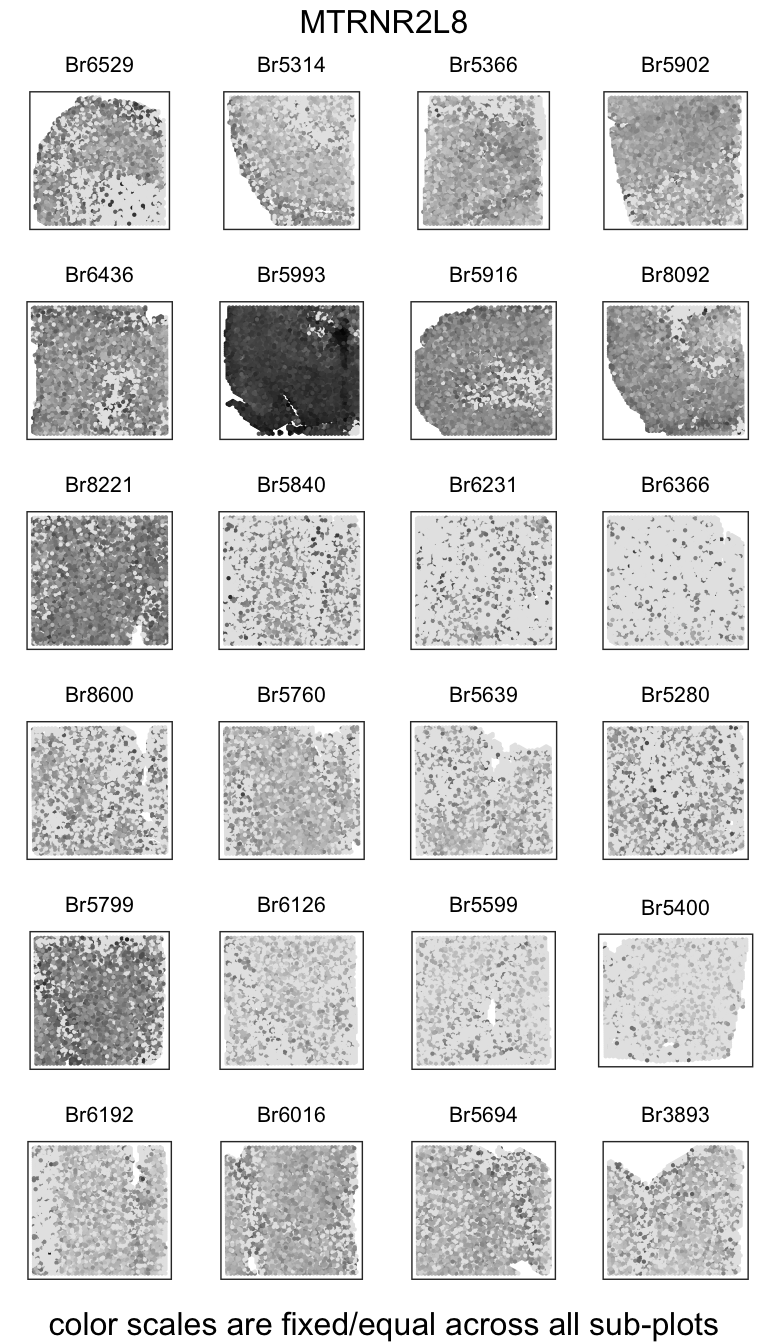 MTRNR2L8
Br6529 Br5314 Br5366 Br5902
Br6436 Br5993 Br5916 Br8092
Br8221 Br5840 Br6231 Br6366
Br8600 Br5760 Br5639 Br5280
Br5799 Br6126 Br5599 Br5400
Br6192 Br6016 Br5694 Br3893
color scales are fixed/equal across all sub-plots